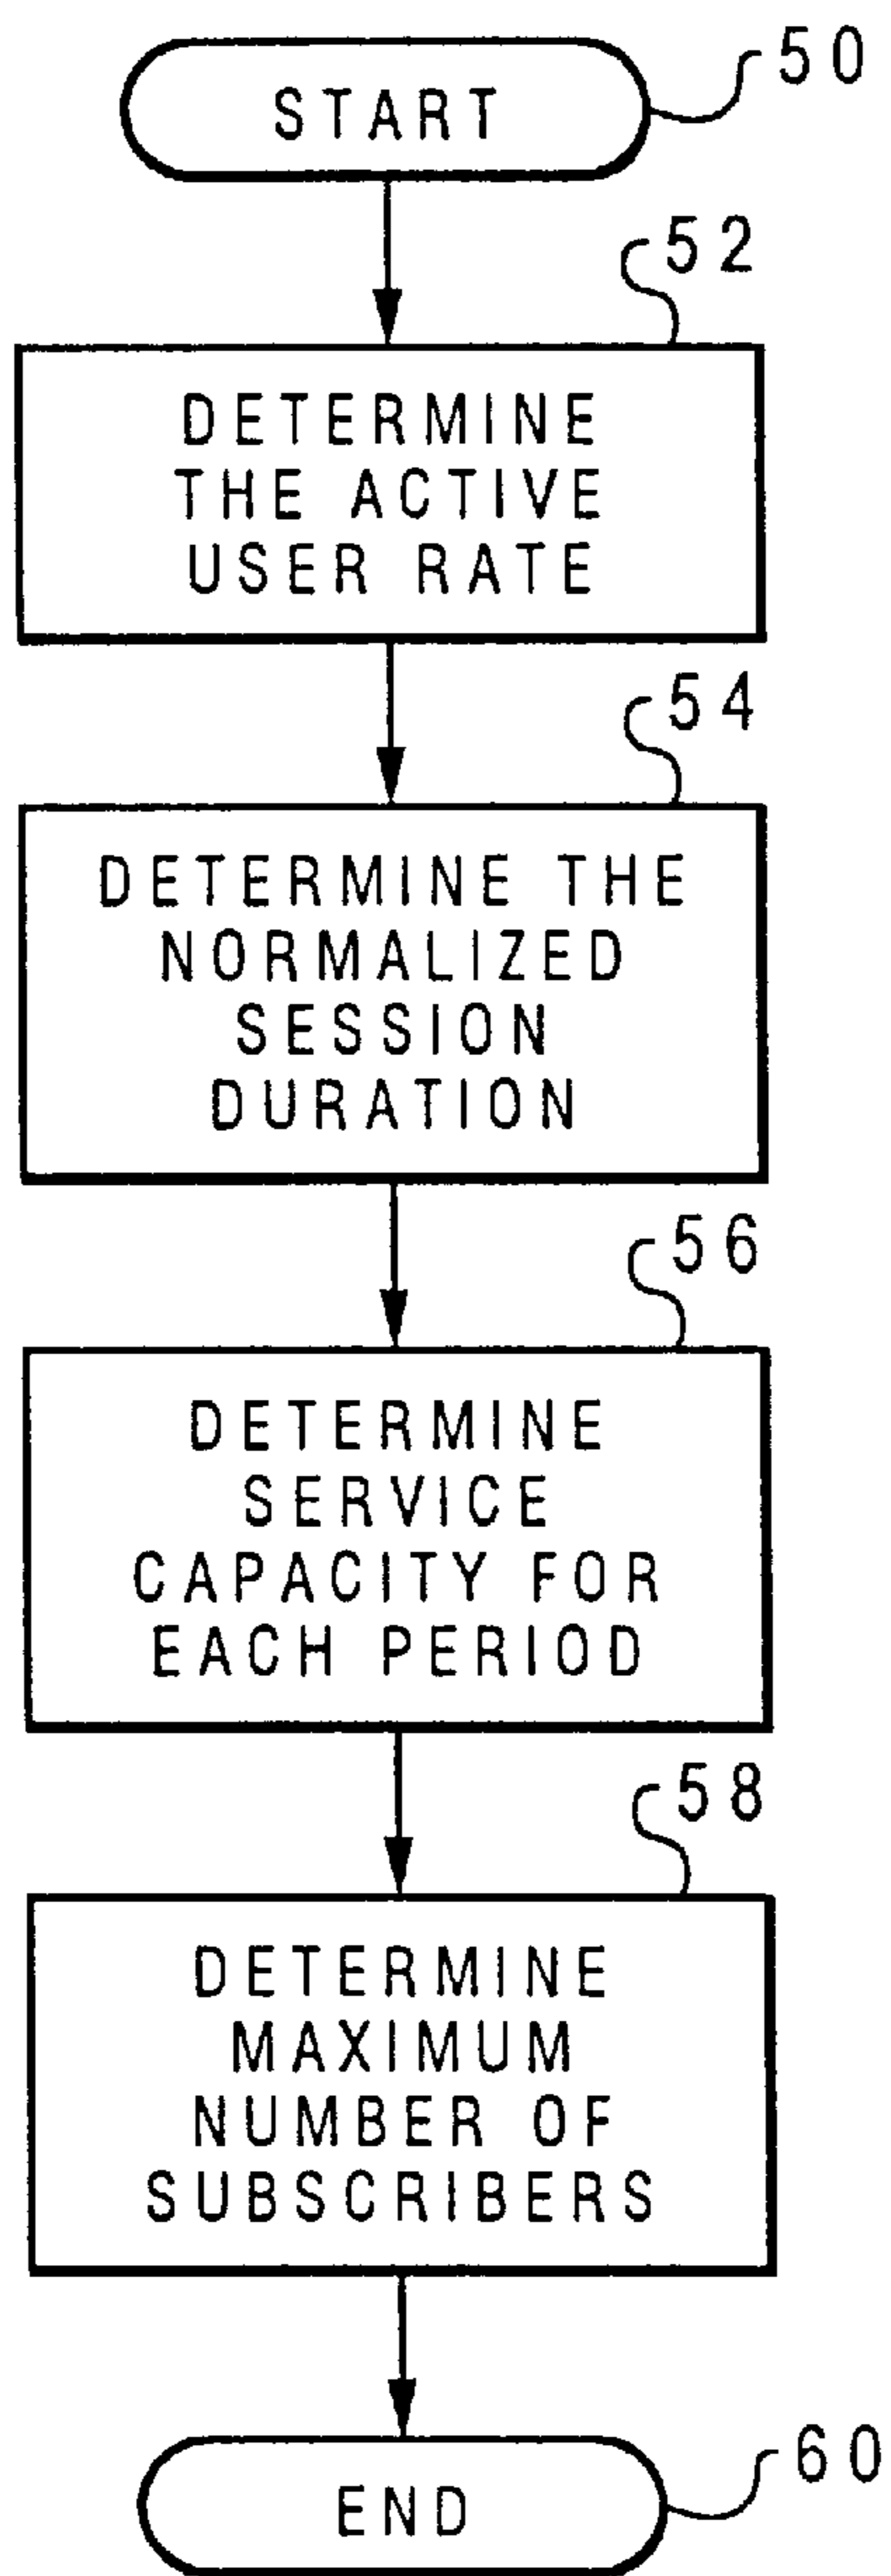 START
50
52
DETERMINE
THE ACTIVE
USER RATE
54
DETERMINE THE
NORMALIZED
SESSION
DURATION
56
DETERMINE
SERVICE
CAPACITY FOR
EACH PERIOD
58
DETERMINE
MAXIMUM
NUMBER OF
SUBSCRIBERS
END
60